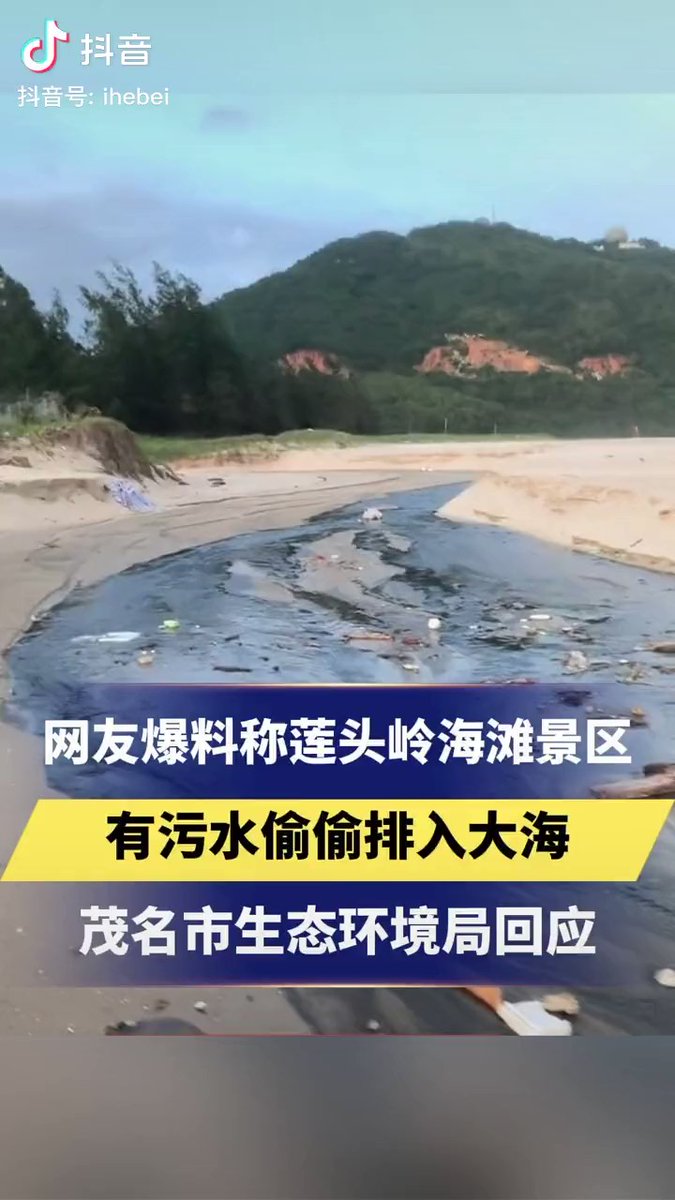 抖音
抖音号: ihebei
网友爆料称莲头岭海滩景区
有污水偷偷排入大海
茂名市生态环境局回应